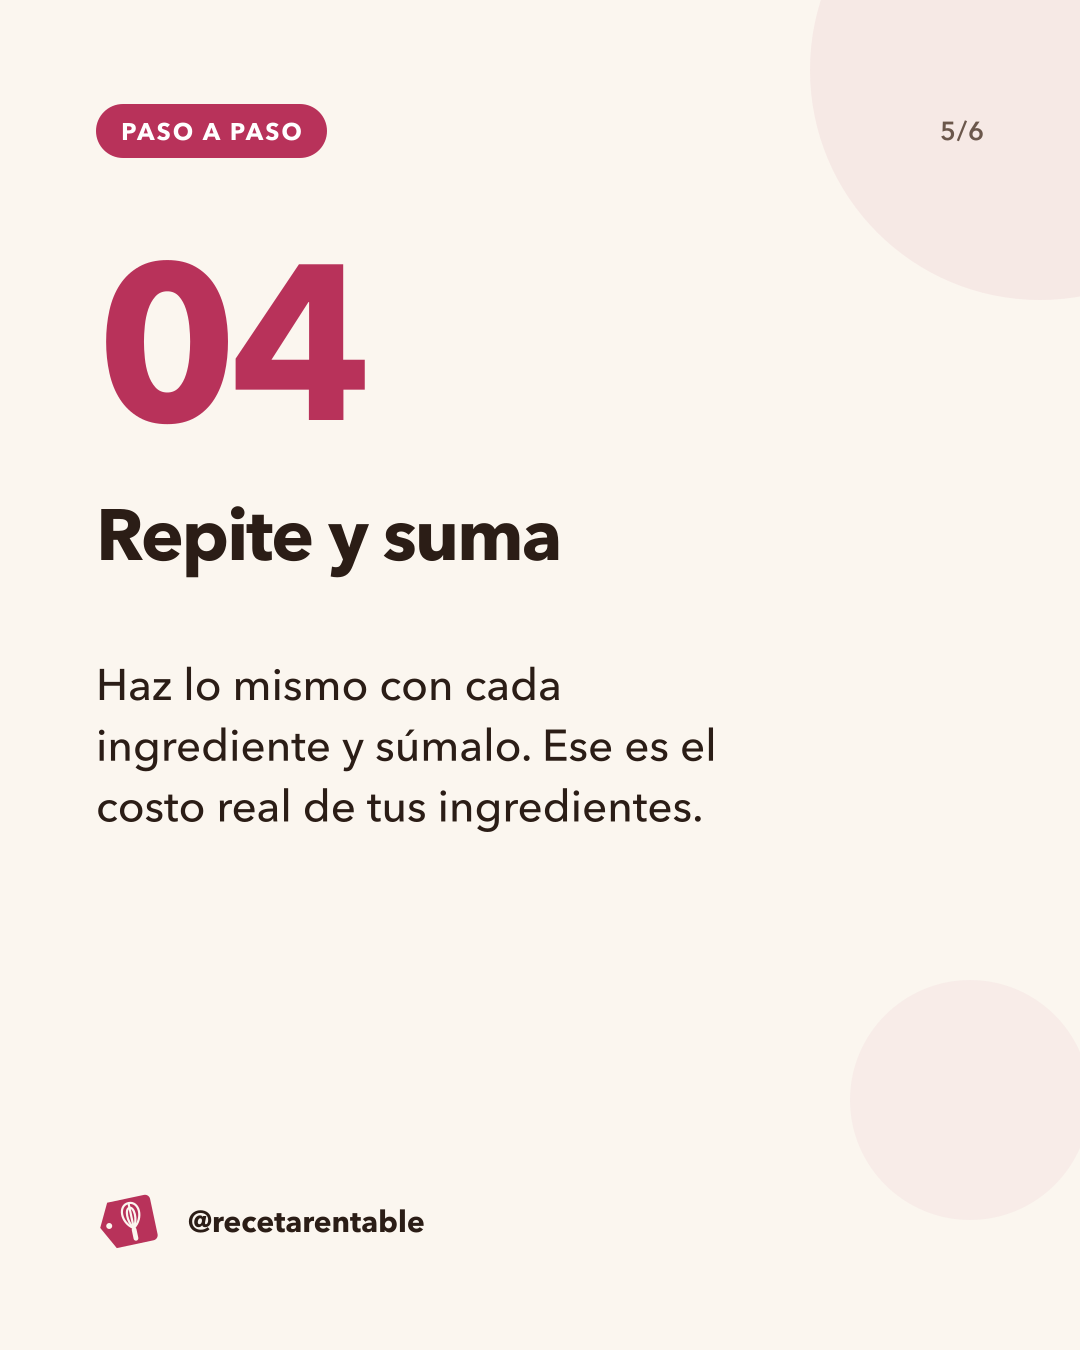 PASO A PASO
5/6
04
Repite y suma
Haz lo mismo con cada
ingrediente y súmalo. Ese es el
costo real de tus ingredientes.
@recetarentable